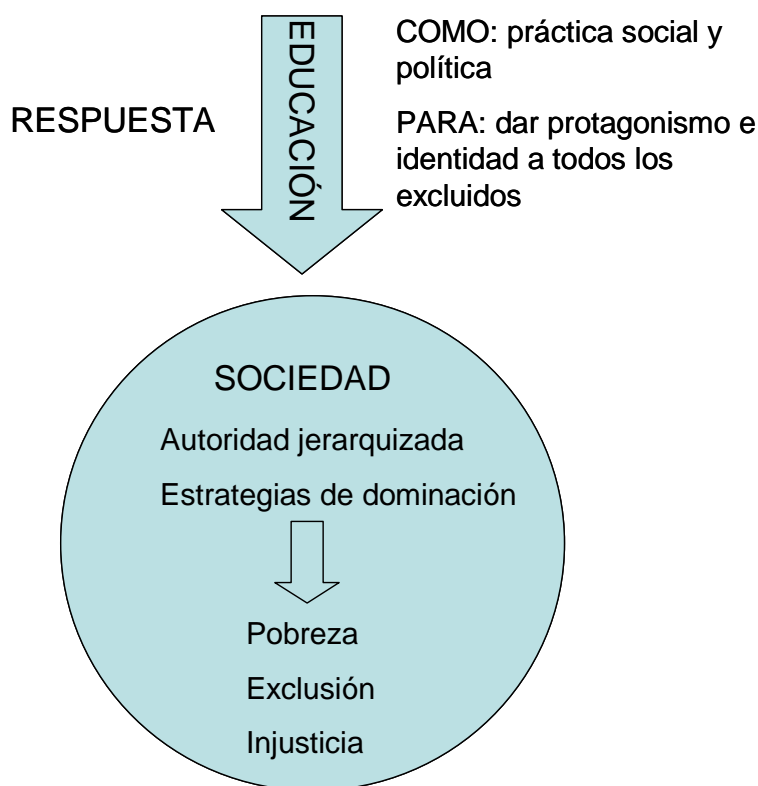 RESPUESTA
EDUCACIÓN
COMO: práctica social y
política
PARA: dar protagonismo e
identidad a todos los
excluidos
SOCIEDAD
Autoridad jerarquizada
Estrategias de dominación
Pobreza
Exclusión
Injusticia